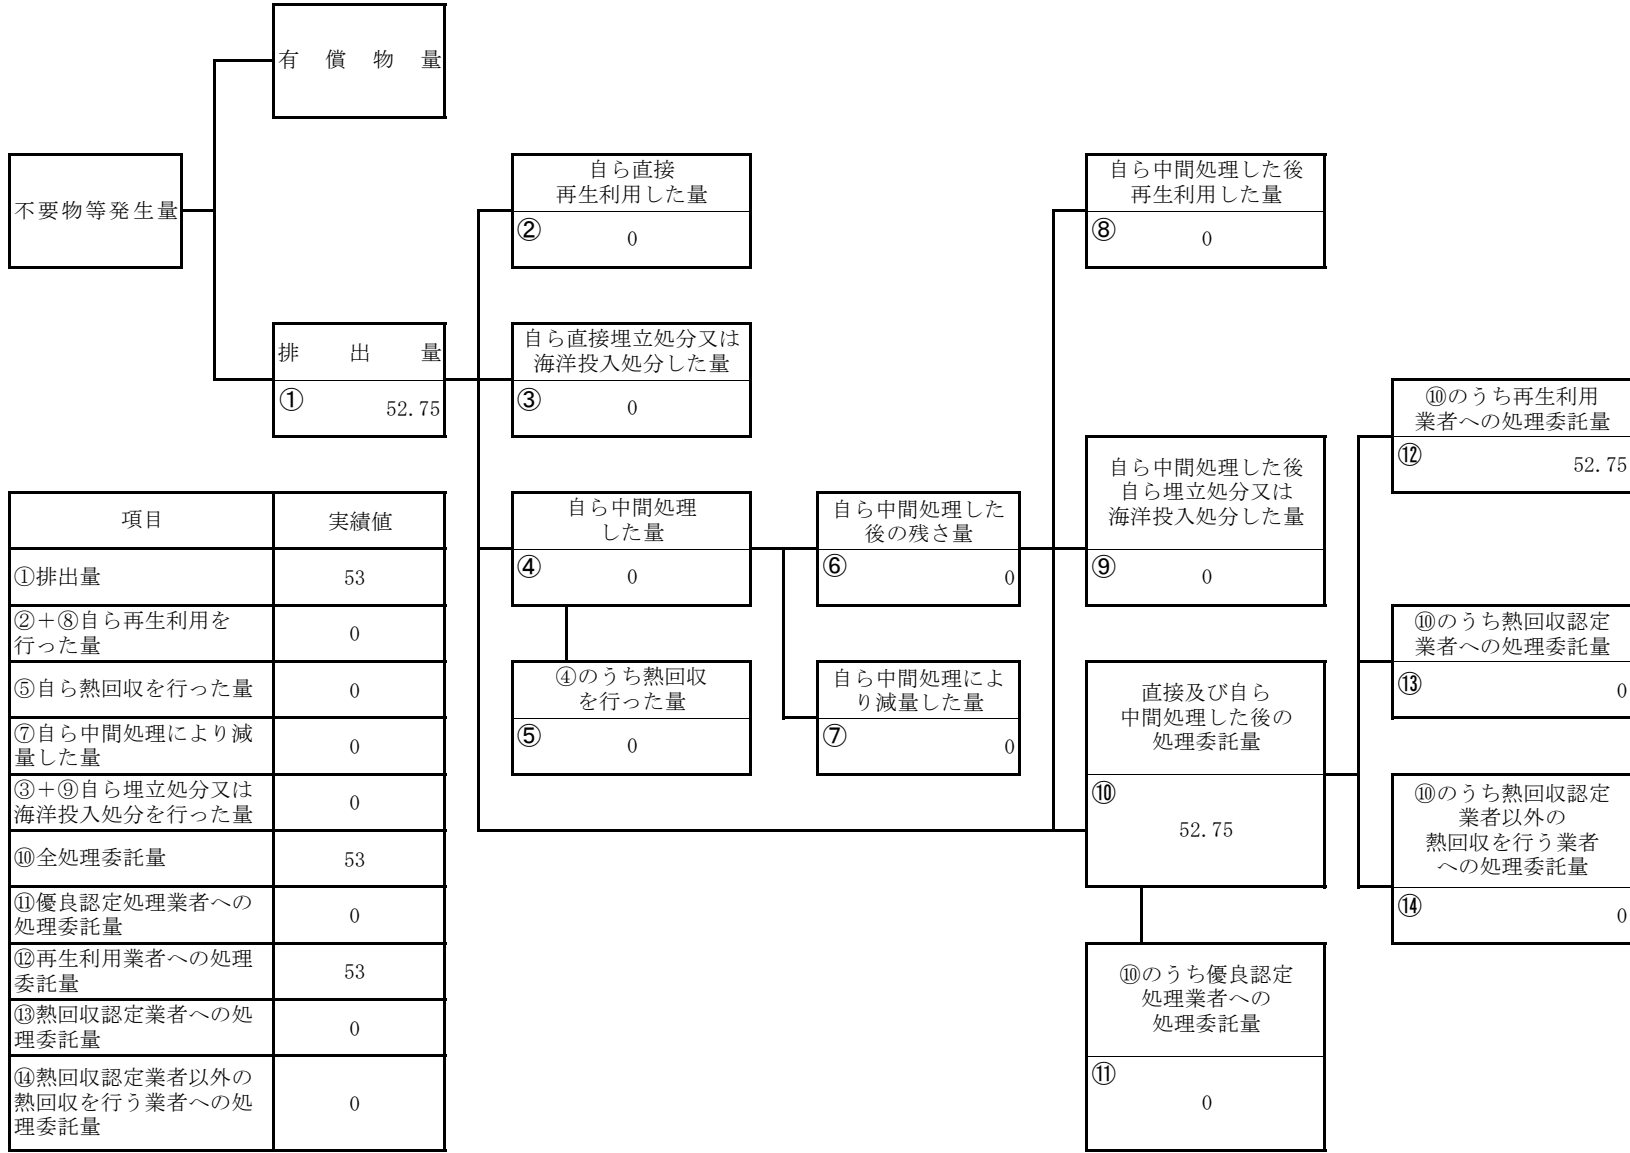 有償物量
不要物等発生量
排出量
① 52.75
自ら直接
再生利用した量
② 0
自ら直接埋立処分又は
海洋投入処分した量
③ 0
自ら中間処理
した量
④ 0
④のうち熱回収
を行った量
⑤ 0
自ら中間処理した
後の残さ量
⑥ 0
自ら中間処理によ
り減量した量
⑦ 0
自ら中間処理した後
再生利用した量
⑧ 0
自ら中間処理した後
自ら埋立処分又は
海洋投入処分した量
⑨ 0
直接及び自ら
中間処理した後の
処理委託量
⑩
52.75
⑩のうち優良認定
処理業者への
処理委託量
⑪
0
⑩のうち再生利用
業者への処理委託量
⑫ 52.75
⑩のうち熱回収認定
業者への処理委託量
⑬ 0
⑩のうち熱回収認定
業者以外の
熱回収を行う業者
への処理委託量
⑭ 0
項目 実績値
①排出量 53
②+⑧自ら再生利用を
行った量 0
⑤自ら熱回収を行った量 0
⑦自ら中間処理により減
量した量 0
③+⑨自ら埋立処分又は
海洋投入処分を行った量 0
⑩全処理委託量 53
⑪優良認定処理業者への
処理委託量 0
⑫再生利用業者への処理
委託量 53
⑬熱回収認定業者への処
理委託量 0
⑭熱回収認定業者以外の
熱回収を行う業者への処
理委託量 0